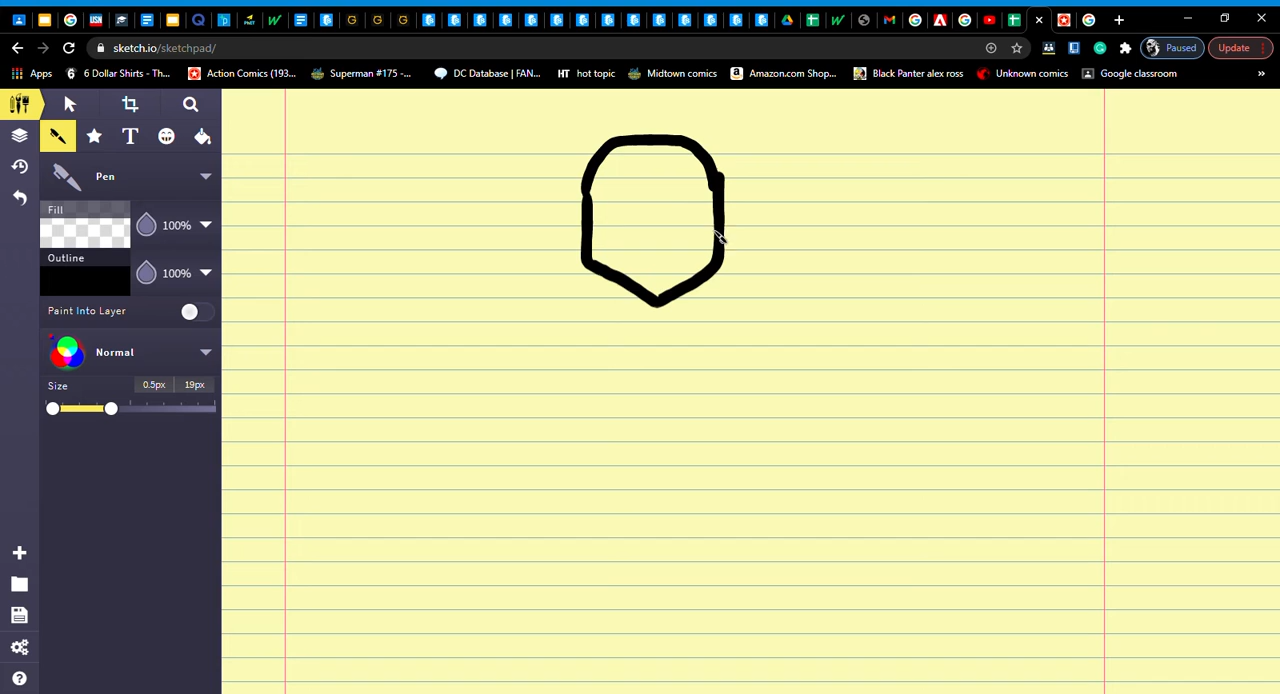 sketch.io/sketchpad/
Paused
Update
Apps
6 Dollar Shirts - Th...
Action Comics (193...
Superman #175 -...
DC Database | FAN...
HT hot topic
Midtown comics
Amazon.com Shop...
Black Panter alex ross
Unknown comics
Google classroom
»
T
Pen
Fill
100%
Outline
100%
Paint Into Layer
Normal
Size
0.5px
19px